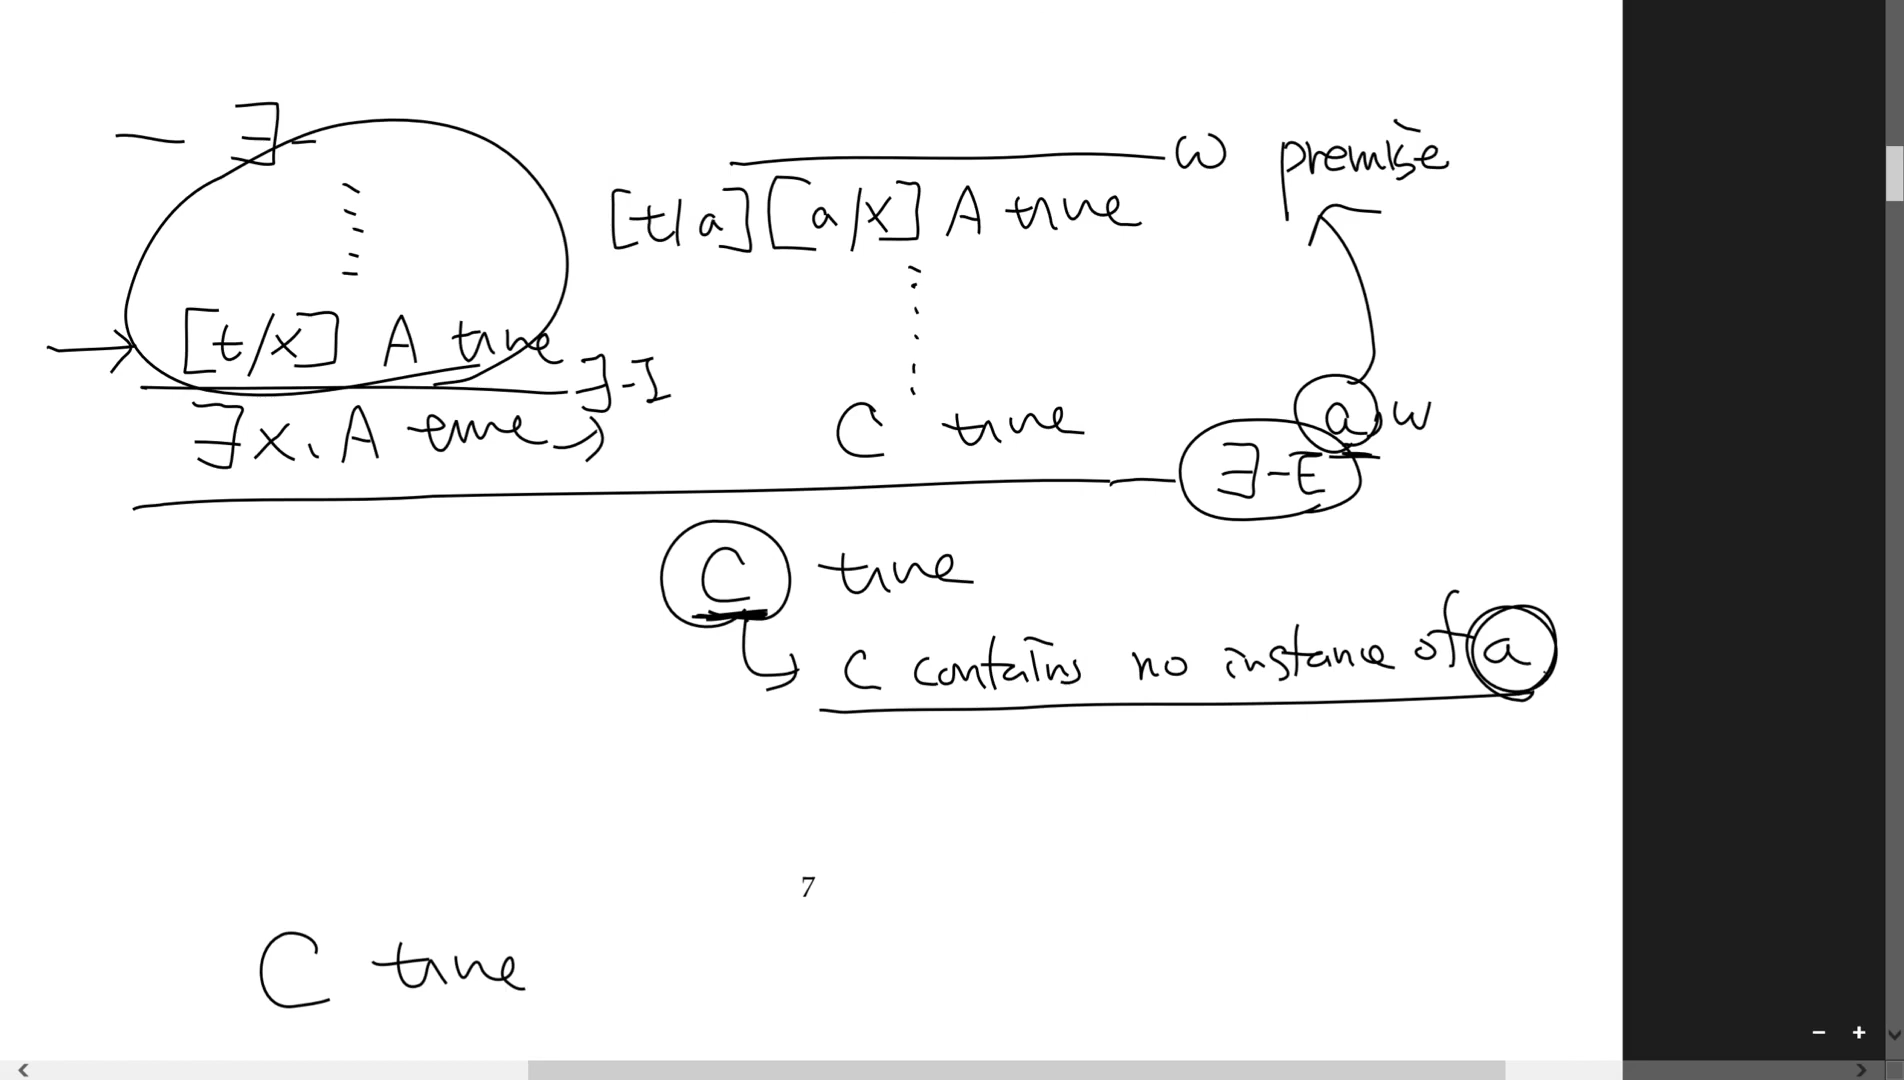 — ∃-
ω premise
[t/a][a/x] A true
[t/x] A true
∃-I
∃x. A true
C true
a, w
∃-E
C true
C contains no instance of a
7
C true